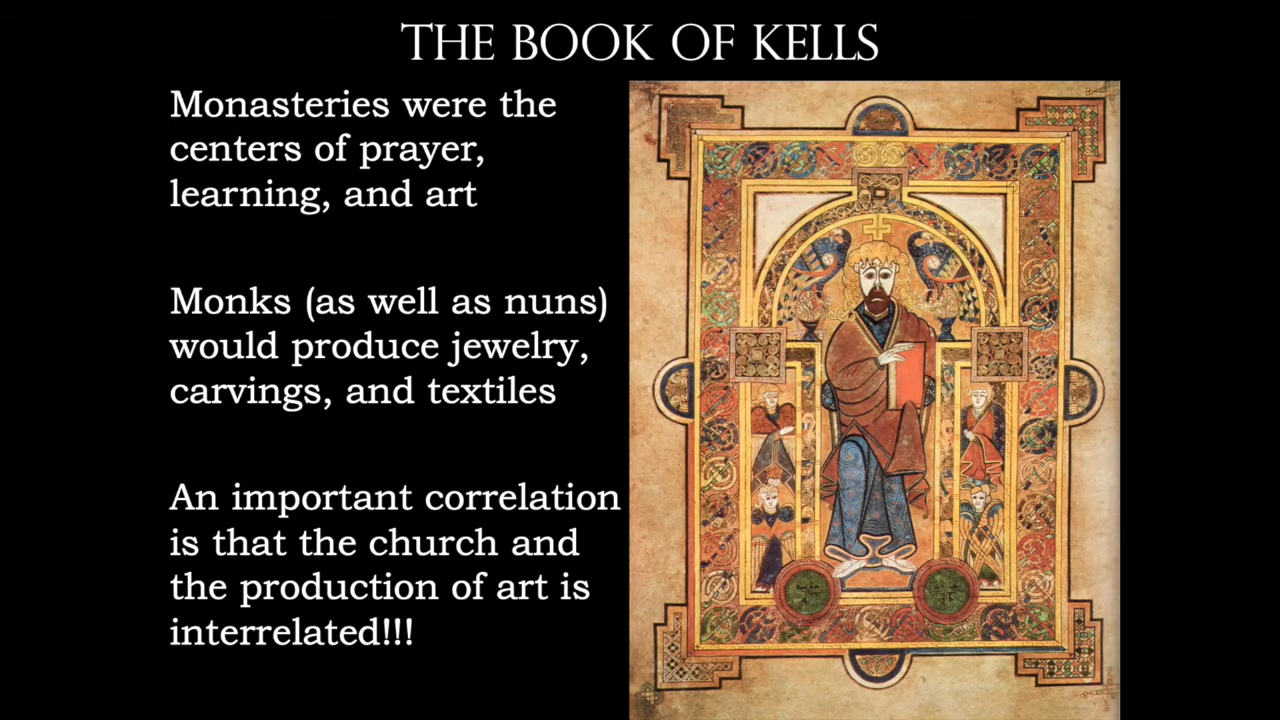 THE BOOK OF KELLS
Monasteries were the
centers of prayer,
learning, and art
Monks (as well as nuns)
would produce jewelry,
carvings, and textiles
An important correlation
is that the church and
the production of art is
interrelated!!!